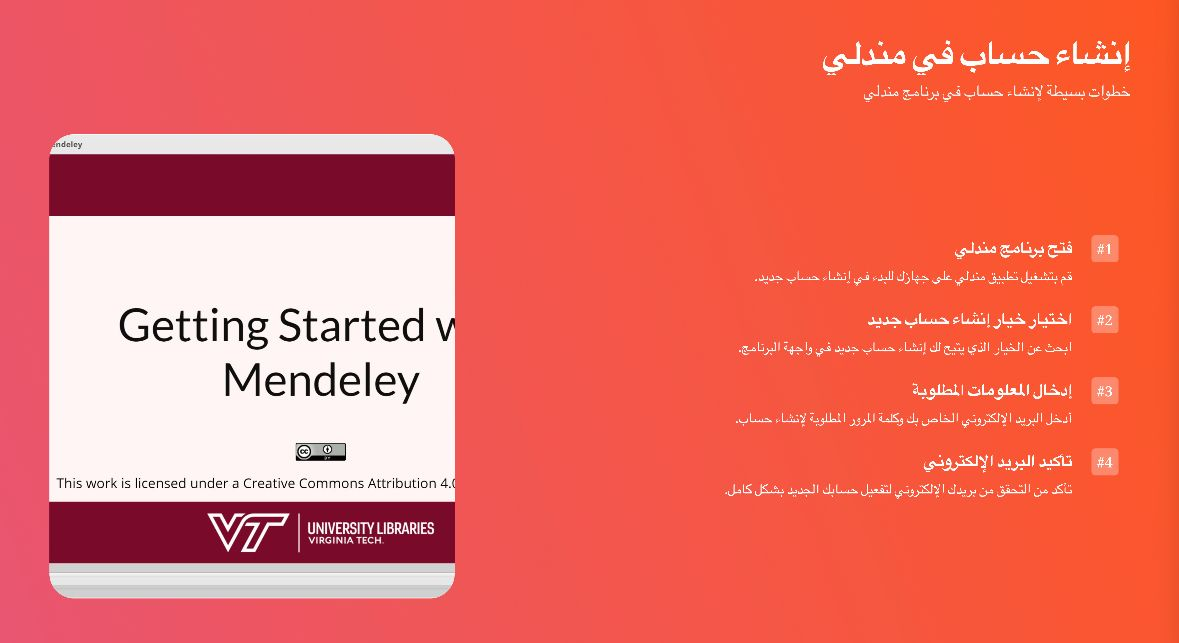 إنشاء حساب في مندلي
خطوات بسيطة لإنشاء حساب في برنامج مندلي
#1
فتح برنامج مندلي
قم بتشغيل تطبيق مندلي على جهازك للبدء في إنشاء حساب جديد.
#2
اختيار خيار إنشاء حساب جديد
ابحث عن الخيار الذي يتيح لك إنشاء حساب جديد في واجهة البرنامج.
#3
إدخال المعلومات المطلوبة
أدخل البريد الإلكتروني الخاص بك وكلمة المرور المطلوبة لإنشاء حساب.
#4
تأكيد البريد الإلكتروني
تأكد من التحقق من بريدك الإلكتروني لتفعيل حسابك الجديد بشكل كامل.
ndeley
Getting Started w
Mendeley
cc BY
This work is licensed under a Creative Commons Attribution 4.0
VT UNIVERSITY LIBRARIES
VIRGINIA TECH.